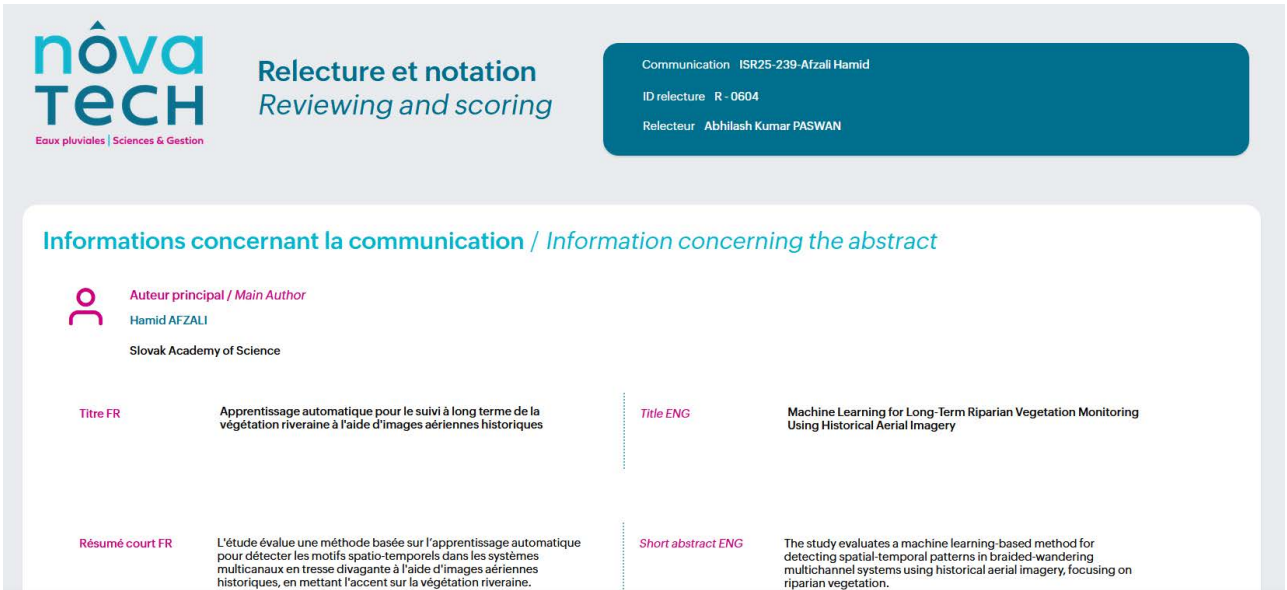 nôva
TecH
Eaux pluviales | Sciences & Gestion
Relecture et notation
Reviewing and scoring
Communication ISR25-239-Afzali Hamid
ID relecture R - 0604
Relecteur Abhilash Kumar PASWAN
Informations concernant la communication / Information concerning the abstract
Auteur principal / Main Author
Hamid AFZALI
Slovak Academy of Science
Titre FR
Apprentissage automatique pour le suivi à long terme de la
végétation riveraine à l'aide d'images aériennes historiques
Title ENG
Machine Learning for Long-Term Riparian Vegetation Monitoring
Using Historical Aerial Imagery
Résumé court FR
L'étude évalue une méthode basée sur l'apprentissage automatique
pour détecter les motifs spatio-temporels dans les systèmes
multicanaux en tresse divagante à l'aide d'images aériennes
historiques, en mettant l'accent sur la végétation riveraine.
Short abstract ENG
The study evaluates a machine learning-based method for
detecting spatial-temporal patterns in braided-wandering
multichannel systems using historical aerial imagery, focusing on
riparian vegetation.